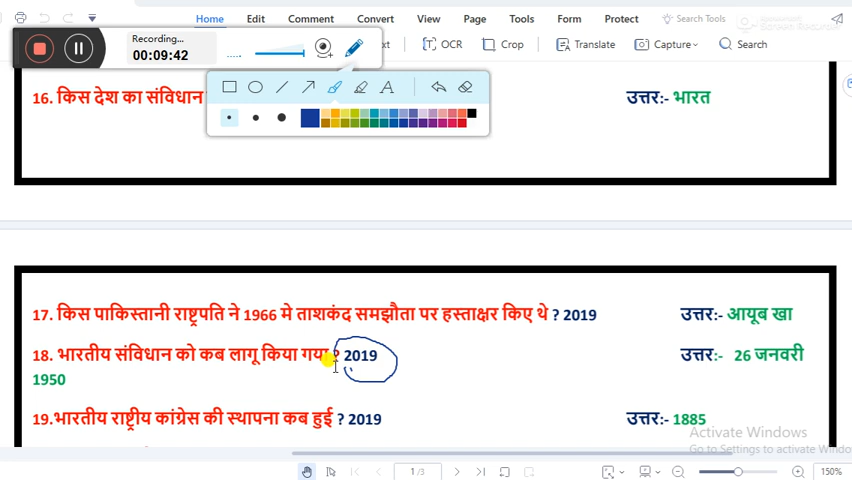 Home Edit Comment Convert View Page Tools Form Protect Search Tools
Recording...
00:09:42
OCR Crop Translate Capture Search
A
16. किस देश का संविधान उत्तर:- भारत
17. किस पाकिस्तानी राष्ट्रपति ने 1966 मे ताशकंद समझौता पर हस्ताक्षर किए थे ? 2019 उत्तर:- आयूब खा
18. भारतीय संविधान को कब लागू किया गया ? 2019 उत्तर:- 26 जनवरी
1950
19.भारतीय राष्ट्रीय कांग्रेस की स्थापना कब हुई ? 2019 उत्तर:- 1885
Activate Windows
Go to Settings to activate Windo
1 /3 150%